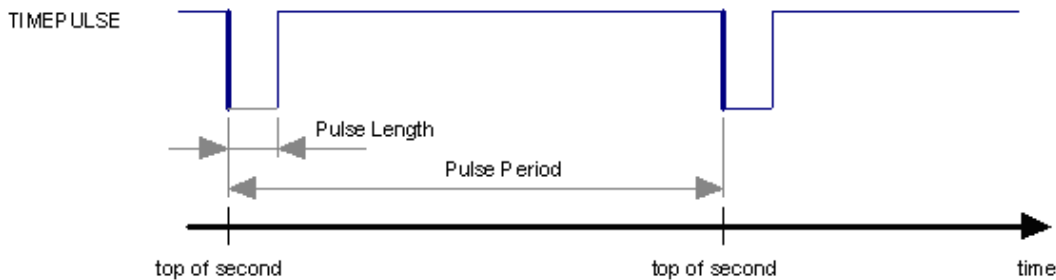 TIMEPULSE
Pulse Length
Pulse Period
top of second
top of second
time